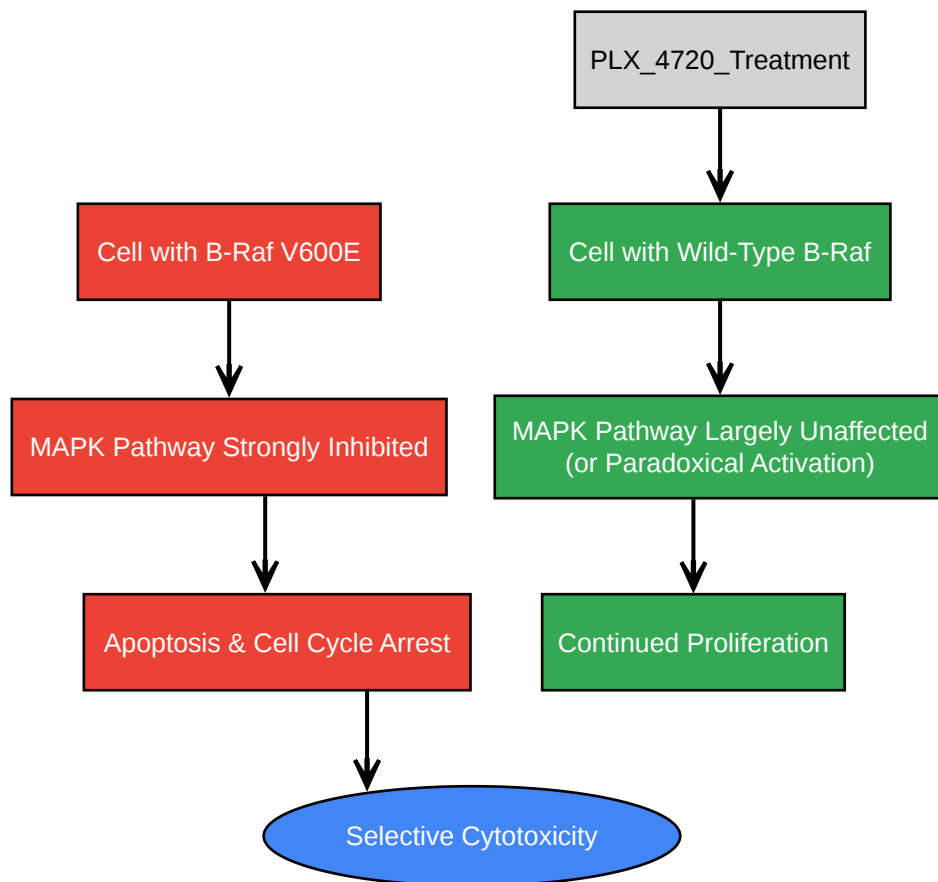 PLX_4720_Treatment
Cell with B-Raf V600E
Cell with Wild-Type B-Raf
MAPK Pathway Strongly Inhibited
MAPK Pathway Largely Unaffected
(or Paradoxical Activation)
Apoptosis & Cell Cycle Arrest
Continued Proliferation
Selective Cytotoxicity